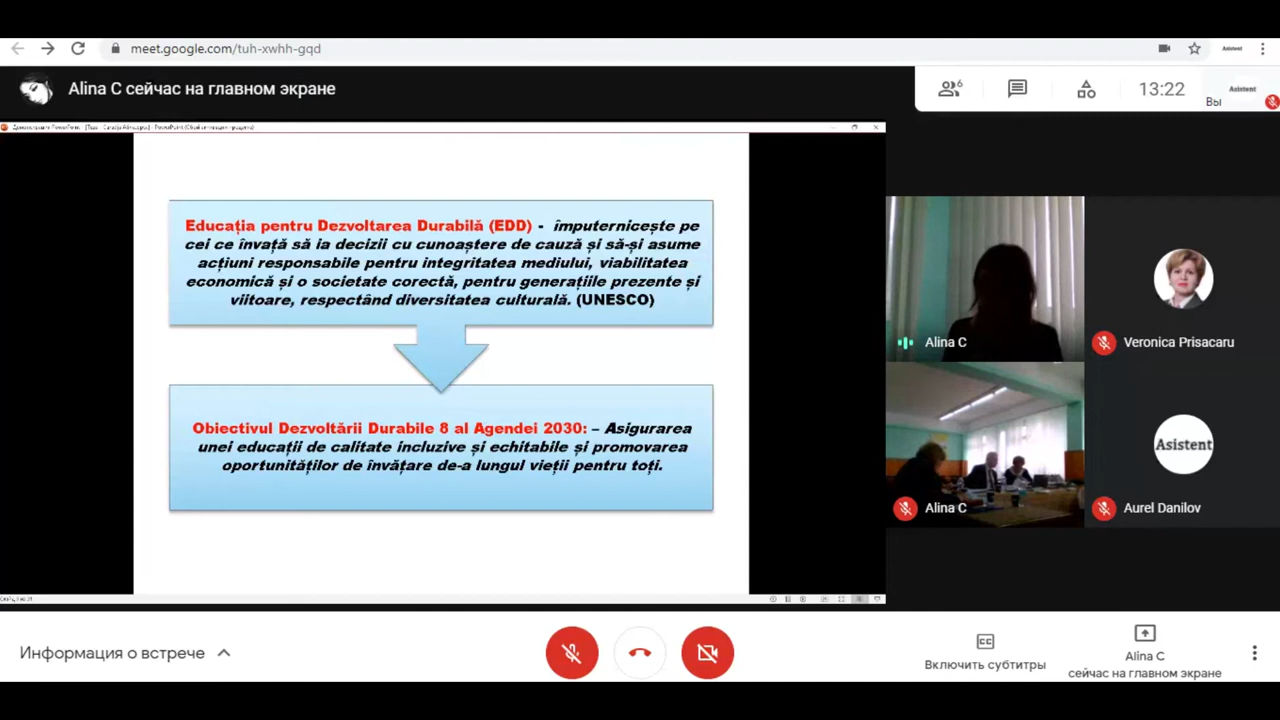 meet.google.com/tuh-xwhh-gqd
Asistent
Alina C сейчас на главном экране
6
13:22
Asistent
Вы
Educația pentru Dezvoltarea Durabilă (EDD) - împuternicește pe
cei ce învață să ia decizii cu cunoaștere de cauză și să-și asume
acțiuni responsabile pentru integritatea mediului, viabilitatea
economică și o societate corectă, pentru generațiile prezente și
viitoare, respectând diversitatea culturală. (UNESCO)
Obiectivul Dezvoltării Durabile 8 al Agendei 2030: – Asigurarea
unei educații de calitate incluzive și echitabile și promovarea
oportunităților de învățare de-a lungul vieții pentru toți.
Alina C
Veronica Prisacaru
Alina C
Asistent
Aurel Danilov
Информация о встрече
Включить субтитры
Alina C
сейчас на главном экране